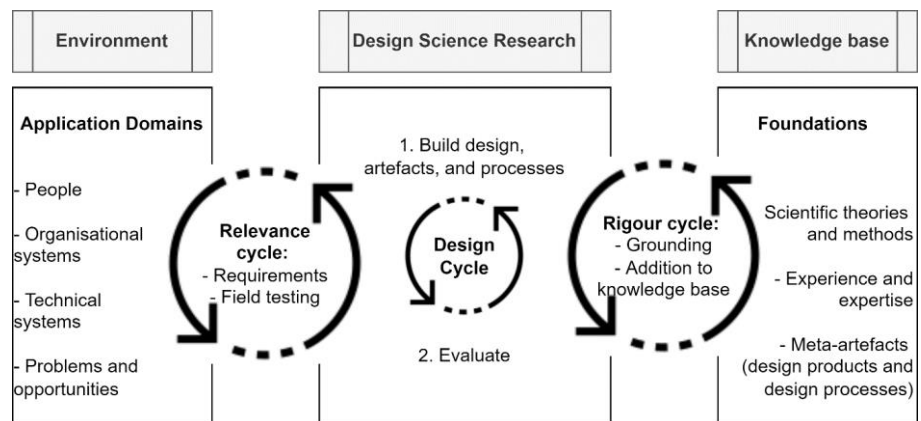 Environment
Design Science Research
Knowledge base
Application Domains
- People
- Organisational
systems
- Technical
systems
- Problems and
opportunities
Relevance
cycle:
- Requirements
- Field testing
1. Build design,
artefacts, and processes
Design
Cycle
2. Evaluate
Rigour cycle:
- Grounding
- Addition to
knowledge base
Foundations
Scientific theories
and methods
- Experience and
expertise
- Meta-artefacts
(design products and
design processes)